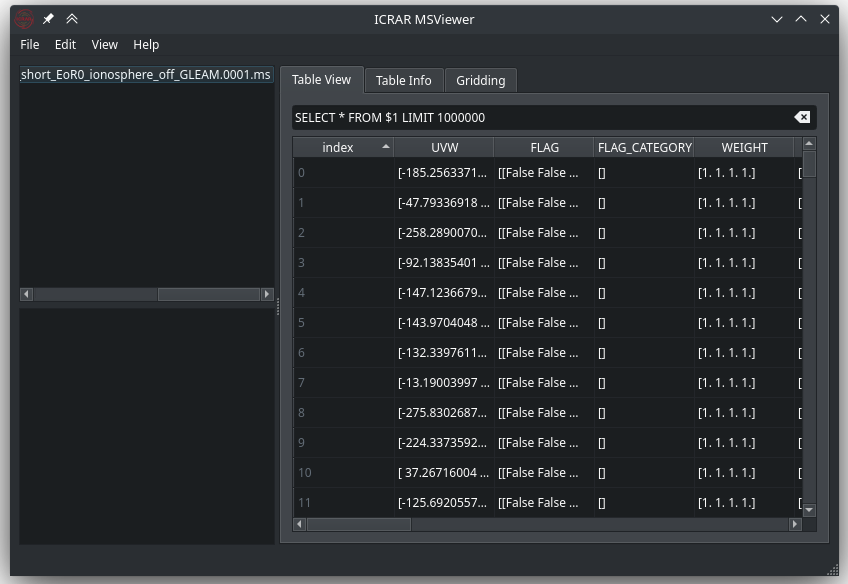 ICRAR MSViewer
File Edit View Help
short_EoR0_ionosphere_off_GLEAM.0001.ms
Table View Table Info Gridding
SELECT * FROM $1 LIMIT 1000000
index UVW FLAG FLAG_CATEGORY WEIGHT
0 [-185.2563371... [[False False ... [] [1. 1. 1. 1.] [
1 [-47.79336918 ... [[False False ... [] [1. 1. 1. 1.] [
2 [-258.2890070... [[False False ... [] [1. 1. 1. 1.] [
3 [-92.13835401 ... [[False False ... [] [1. 1. 1. 1.] [
4 [-147.1236679... [[False False ... [] [1. 1. 1. 1.] [
5 [-143.9704048 ... [[False False ... [] [1. 1. 1. 1.] [
6 [-132.3397611... [[False False ... [] [1. 1. 1. 1.] [
7 [-13.19003997 ... [[False False ... [] [1. 1. 1. 1.] [
8 [-275.8302687... [[False False ... [] [1. 1. 1. 1.] [
9 [-224.3373592... [[False False ... [] [1. 1. 1. 1.] [
10 [ 37.26716004 ... [[False False ... [] [1. 1. 1. 1.] [
11 [-125.6920557... [[False False ... [] [1. 1. 1. 1.] [